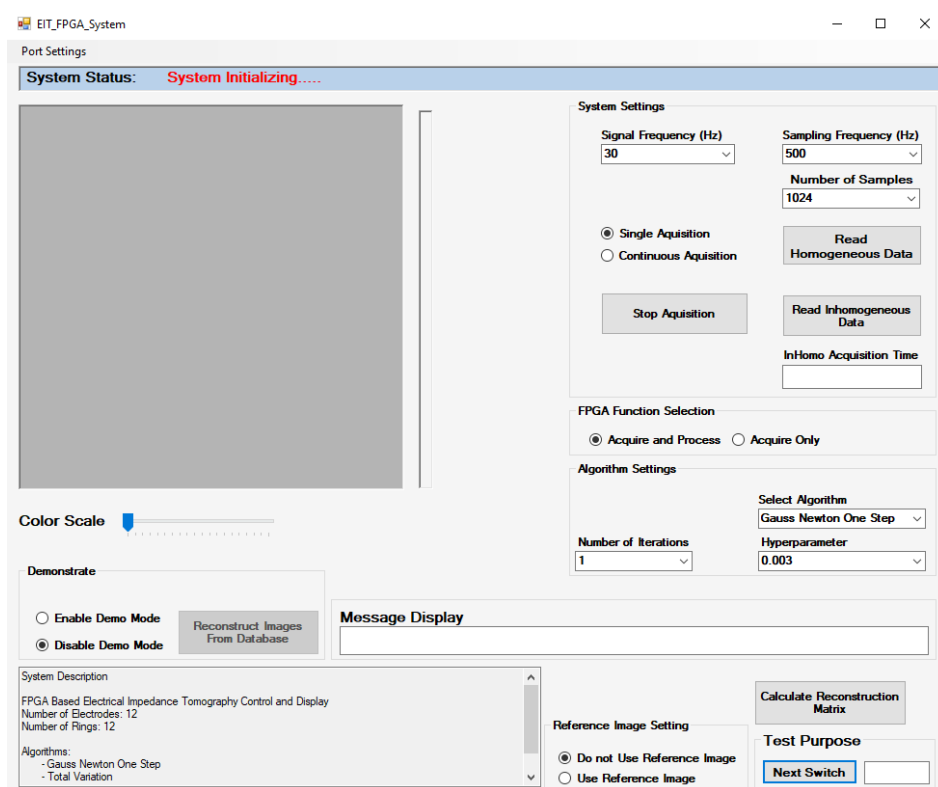 EIT_FPGA_System
Port Settings
System Status: System Initializing.....
System Settings
Signal Frequency (Hz) Sampling Frequency (Hz)
30 500
Number of Samples
1024
Single Aquisition
Continuous Aquisition
Read
Homogeneous Data
Stop Aquisition
Read Inhomogeneous
Data
InHomo Acquisition Time
FPGA Function Selection
Acquire and Process Acquire Only
Algorithm Settings
Select Algorithm
Gauss Newton One Step
Number of Iterations Hyperparameter
1 0.003
Color Scale
Demonstrate
Enable Demo Mode
Disable Demo Mode
Reconstruct Images
From Database
Message Display
System Description
FPGA Based Electrical Impedance Tomography Control and Display
Number of Electrodes: 12
Number of Rings: 12
Algorithms:
- Gauss Newton One Step
- Total Variation
Reference Image Setting
Do not Use Reference Image
Use Reference Image
Calculate Reconstruction
Matrix
Test Purpose
Next Switch